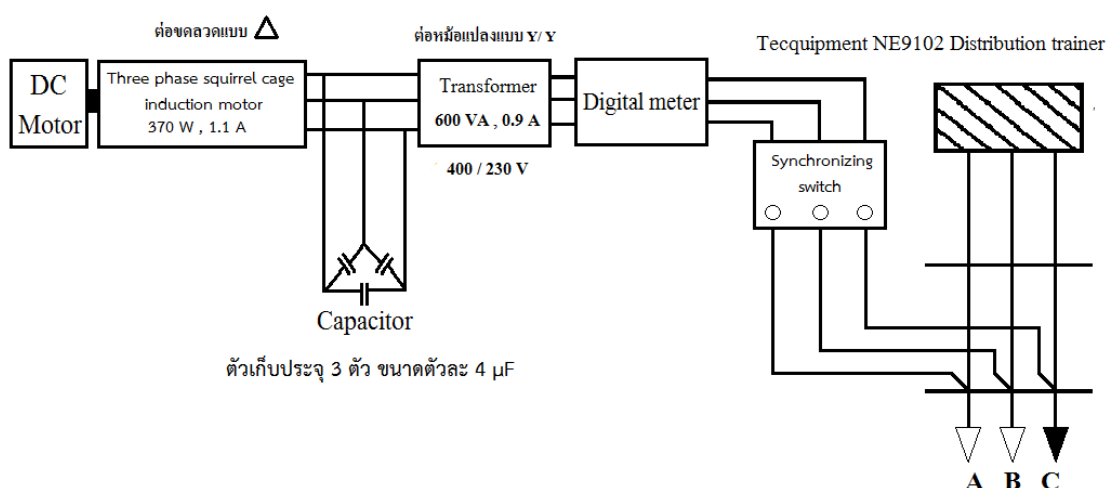 ต่อขดลวดแบบ
ต่อหม้อแปลงแบบ Y/ Y
Tecquipment NE9102 Distribution trainer
DC
Motor
Three phase squirrel cage
induction motor
370 W , 1.1 A
Transformer
600 VA , 0.9 A
Digital meter
400 / 230 V
Synchronizing
switch
Capacitor
ตัวเก็บประจุ 3 ตัว ขนาดตัวละ 4 µF
A B C